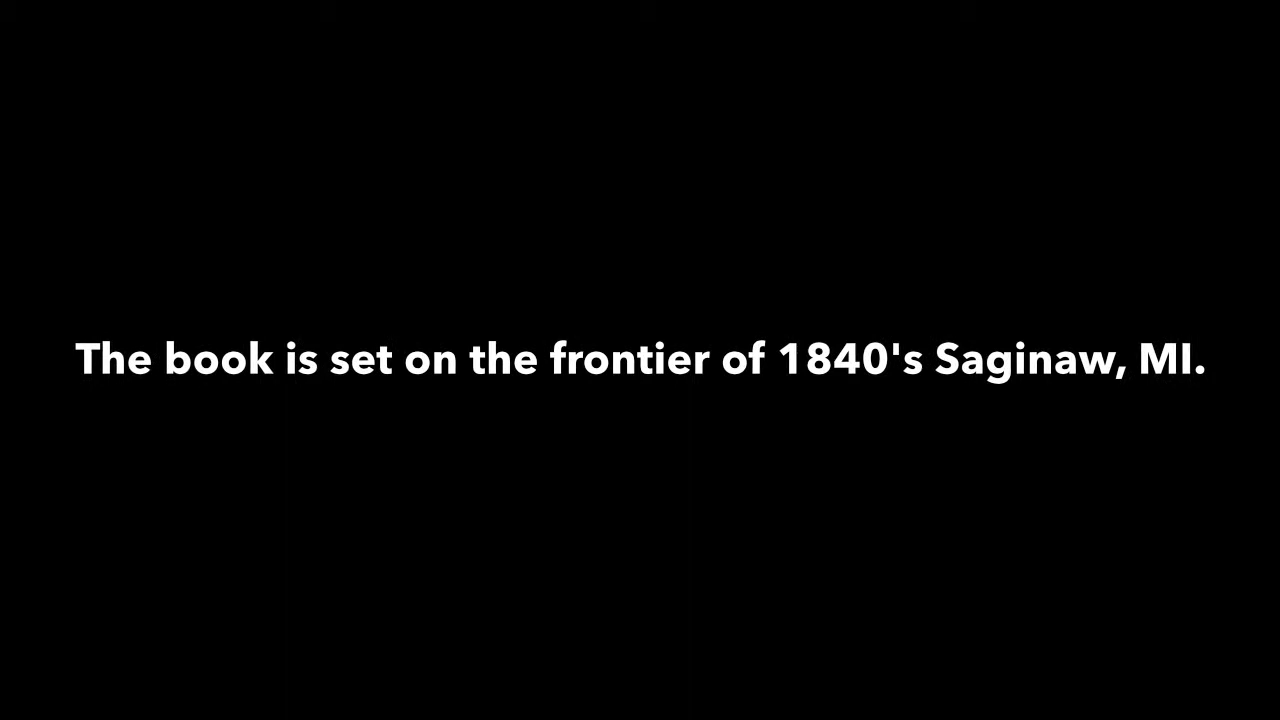 The book is set on the frontier of 1840's Saginaw, MI.